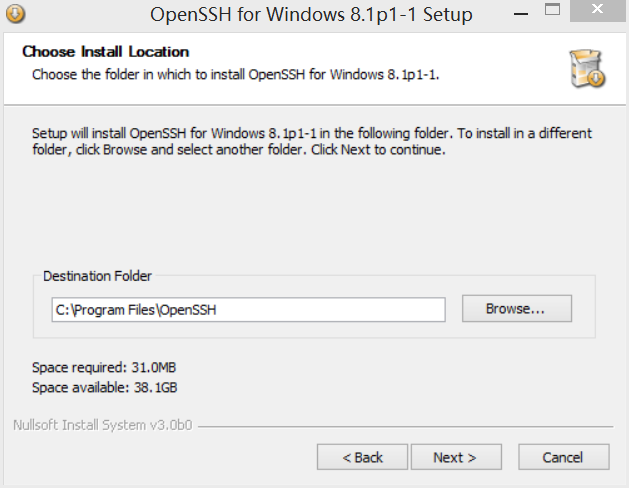 OpenSSH for Windows 8.1p1-1 Setup
Choose Install Location
Choose the folder in which to install OpenSSH for Windows 8.1p1-1.
Setup will install OpenSSH for Windows 8.1p1-1 in the following folder. To install in a different
folder, click Browse and select another folder. Click Next to continue.
Destination Folder
C:\Program Files\OpenSSH
Browse...
Space required: 31.0MB
Space available: 38.1GB
Nullsoft Install System v3.0b0
< Back
Next >
Cancel